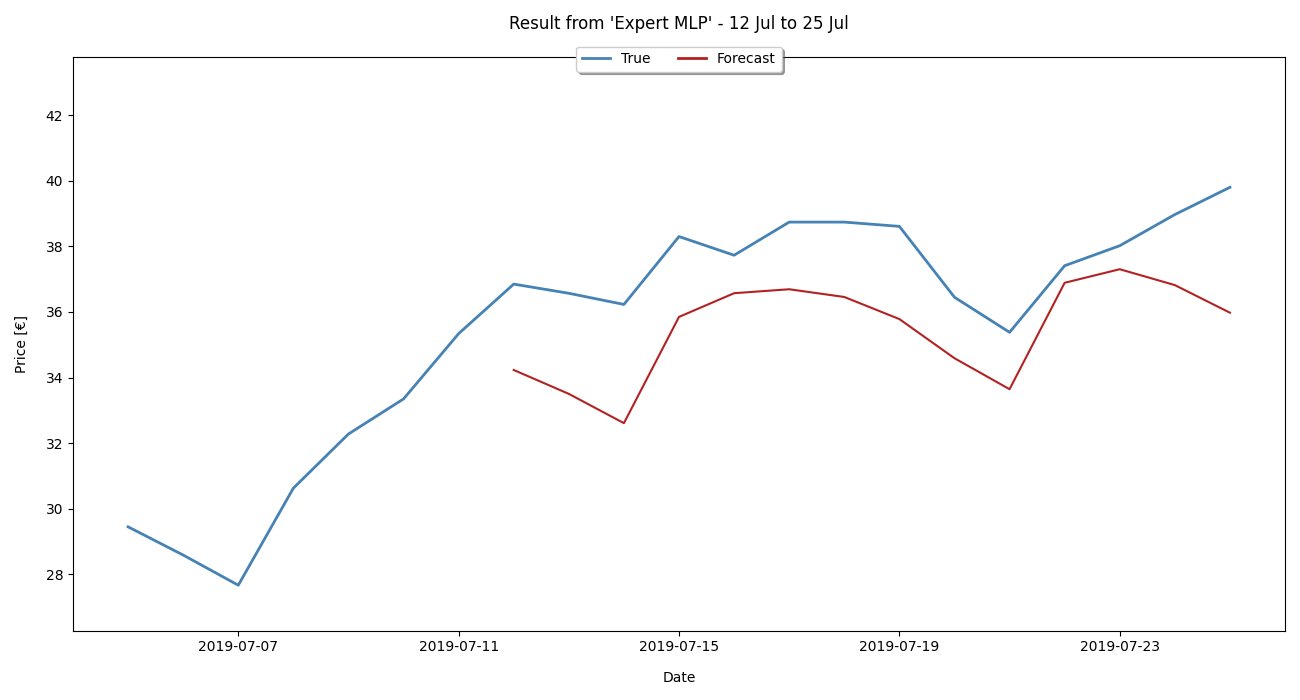 Result from 'Expert MLP' - 12 Jul to 25 Jul
True Forecast
42
40
38
36
34
32
30
28
Price [€]
2019-07-07 2019-07-11 2019-07-15 2019-07-19 2019-07-23
Date